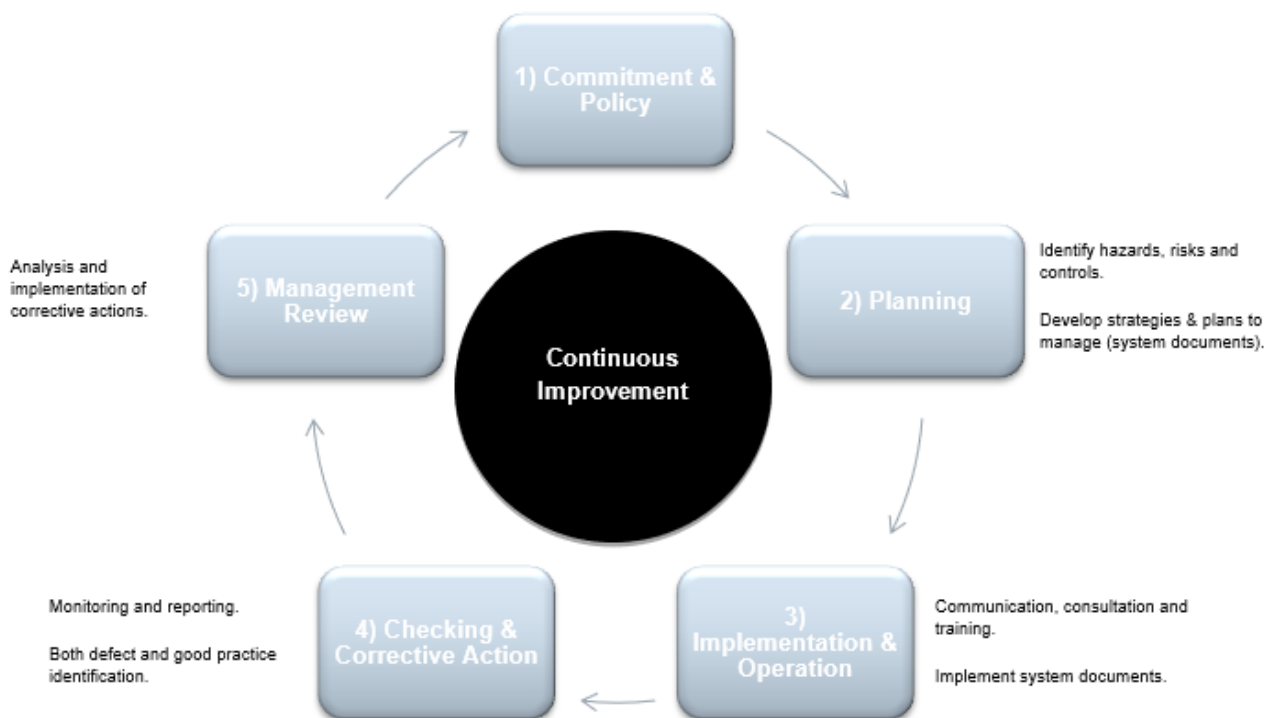 1) Commitment &
Policy
Identify hazards, risks and
controls.
Develop strategies & plans to
manage (system documents).
2) Planning
Analysis and
implementation of
corrective actions.
5) Management
Review
Continuous
Improvement
Monitoring and reporting.
Both defect and good practice
identification.
4) Checking &
Corrective Action
3)
Implementation &
Operation
Communication, consultation and
training.
Implement system documents.